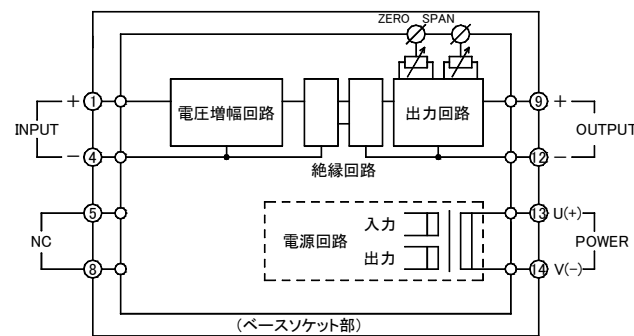 ZERO SPAN
INPUT
+ ①
電圧増幅回路
出力回路
⑨ +
OUTPUT
− ④
絶縁回路
⑫ −
NC
⑤
⑧
電源回路
入力
出力
⑬ U(+)
POWER
⑭ V(−)
(ベースソケット部)